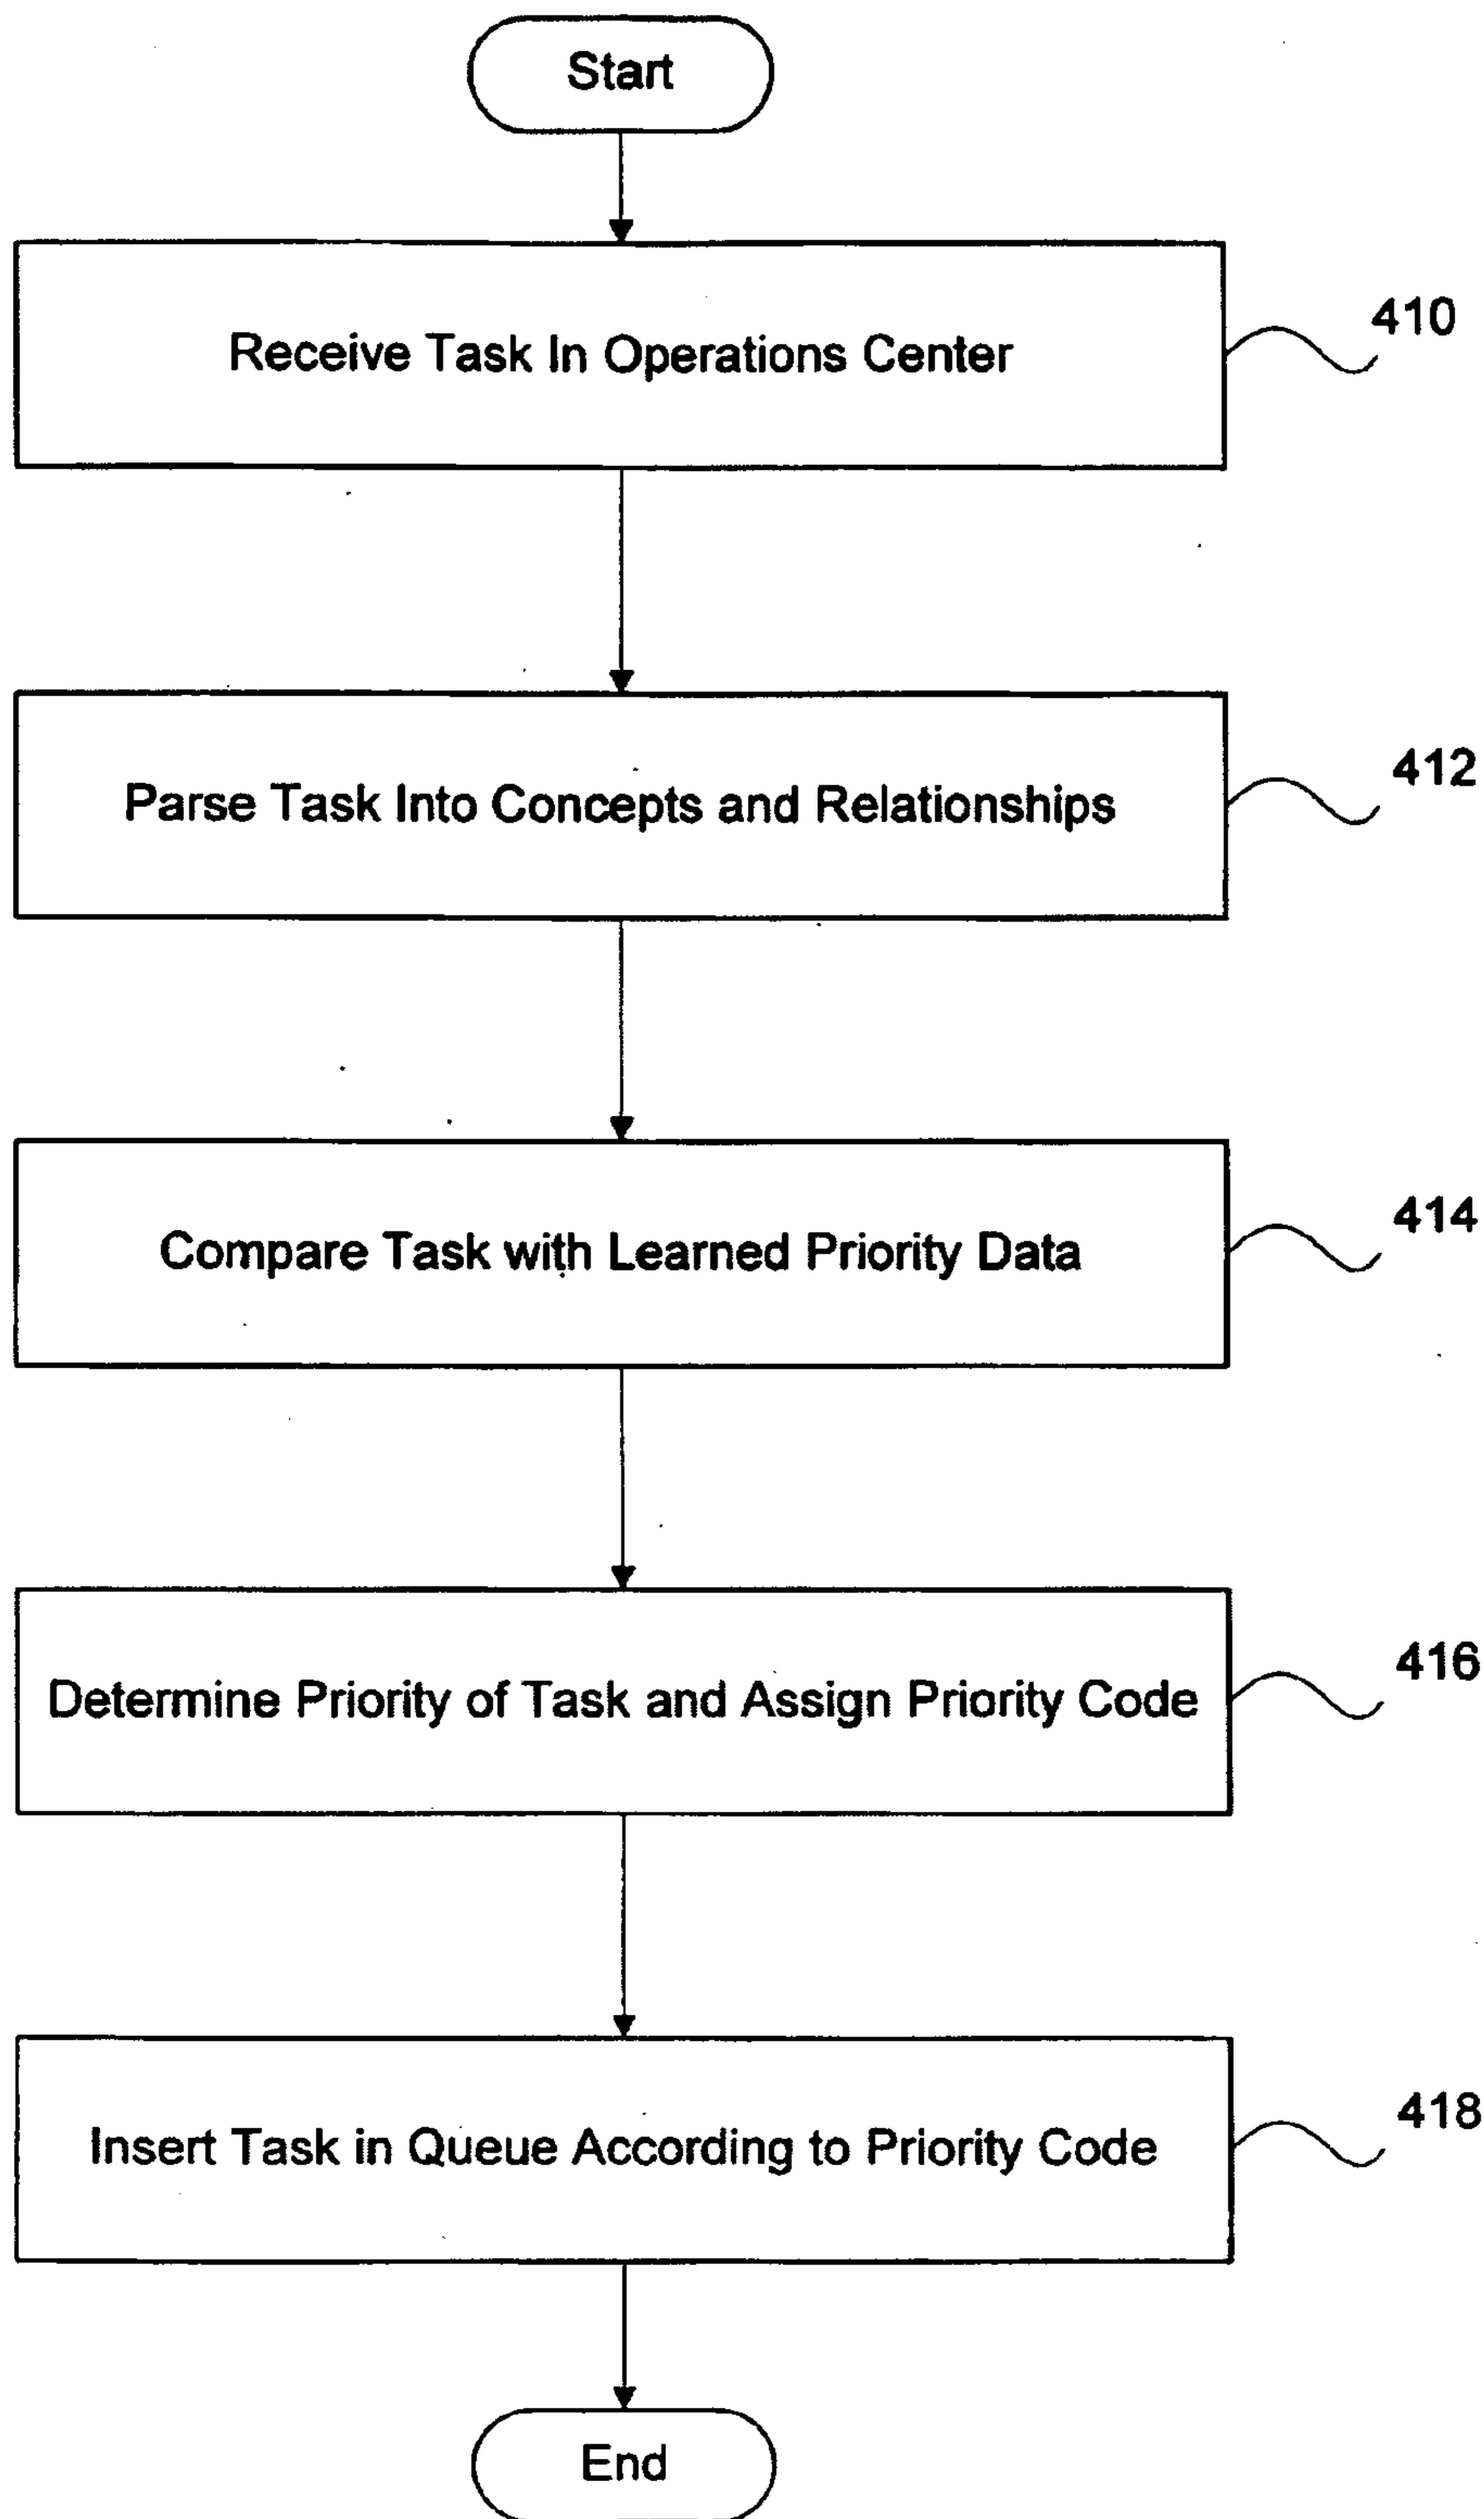 Start
Receive Task In Operations Center
410
Parse Task Into Concepts and Relationships
412
Compare Task with Learned Priority Data
414
Determine Priority of Task and Assign Priority Code
416
Insert Task in Queue According to Priority Code
418
End